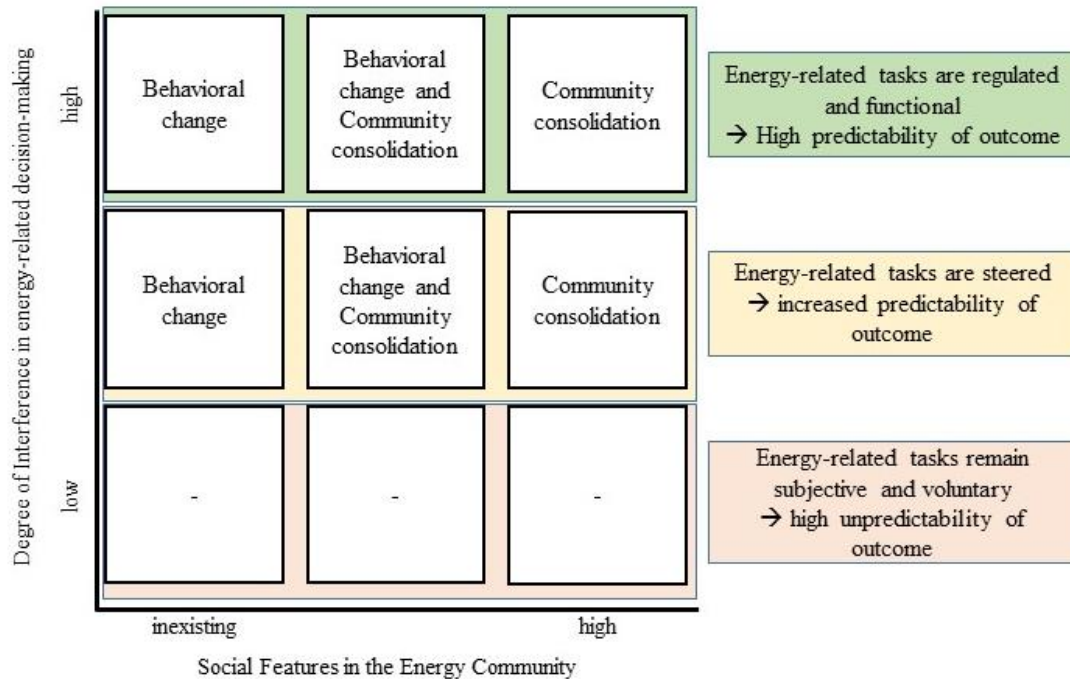 Degree of Interference in energy-related decision-making
high
low
Behavioral
change
Behavioral
change and
Community
consolidation
Community
consolidation
Energy-related tasks are regulated
and functional
→ High predictability of outcome
Behavioral
change
Behavioral
change and
Community
consolidation
Community
consolidation
Energy-related tasks are steered
→ increased predictability of
outcome
-
-
-
Energy-related tasks remain
subjective and voluntary
→ high unpredictability of
outcome
inexisting
high
Social Features in the Energy Community